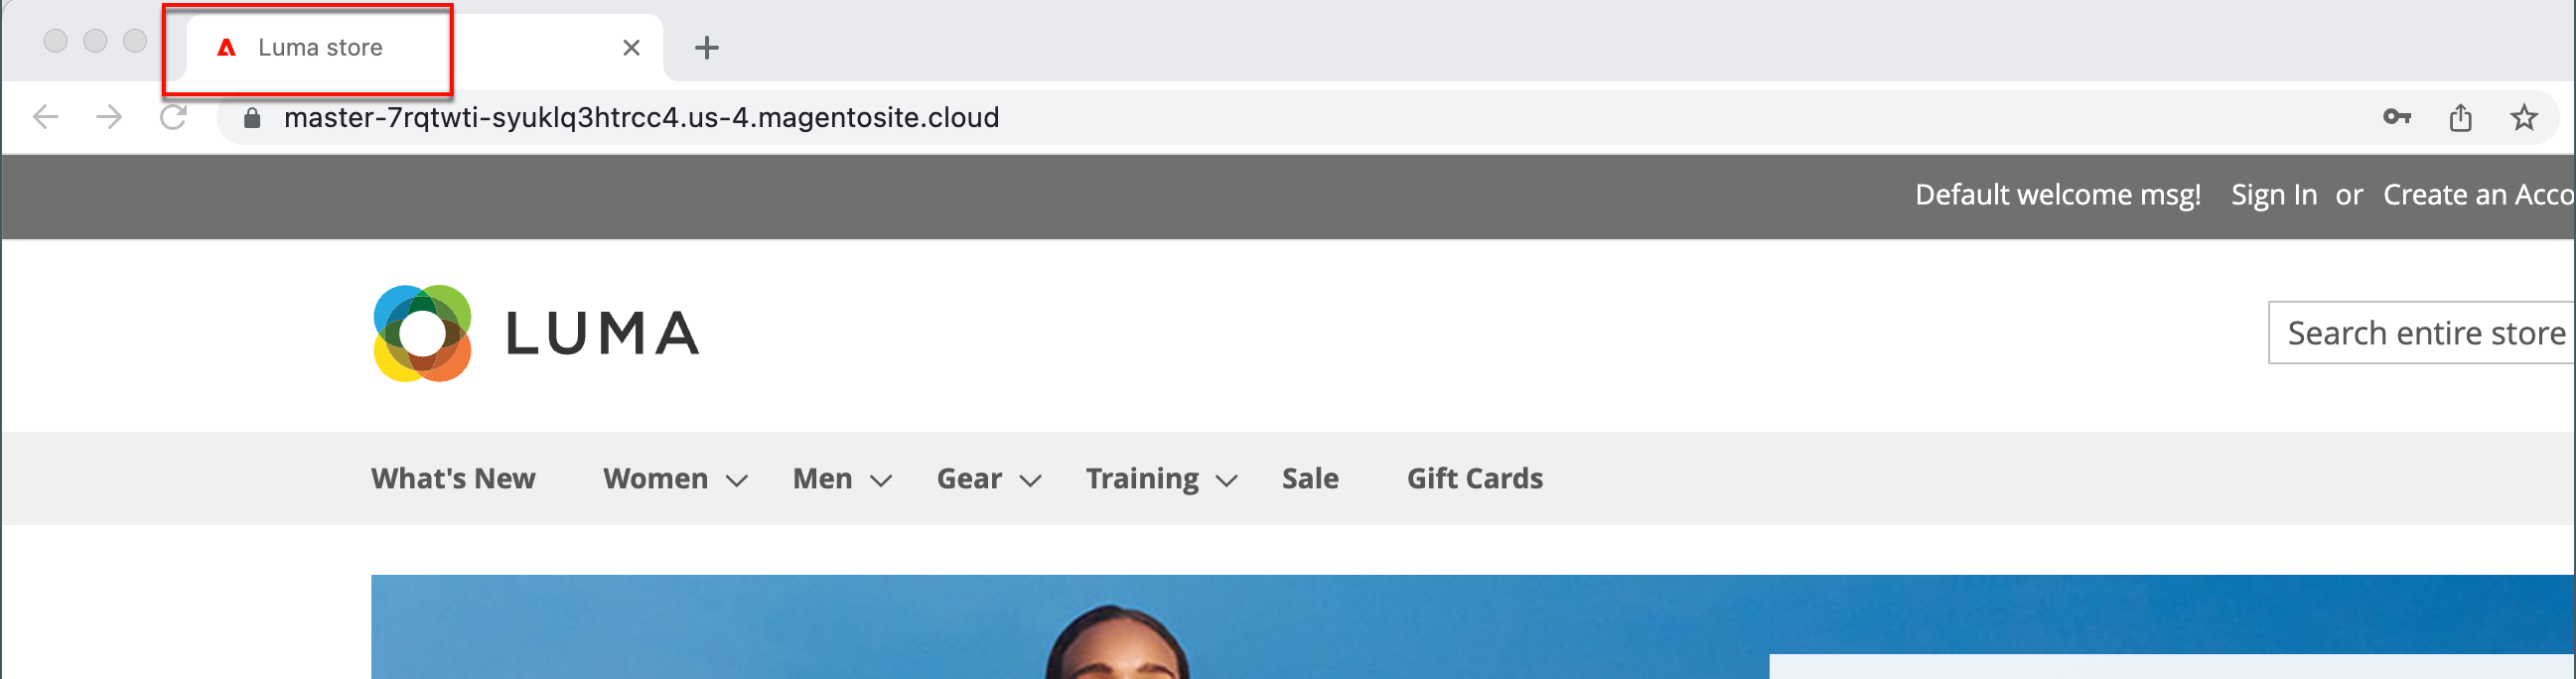 Luma store
master-7rqtwti-syuklq3htrcc4.us-4.magentosite.cloud
Default welcome msg! Sign In or Create an Acco
LUMA
Search entire store
What's New Women Men Gear Training Sale Gift Cards